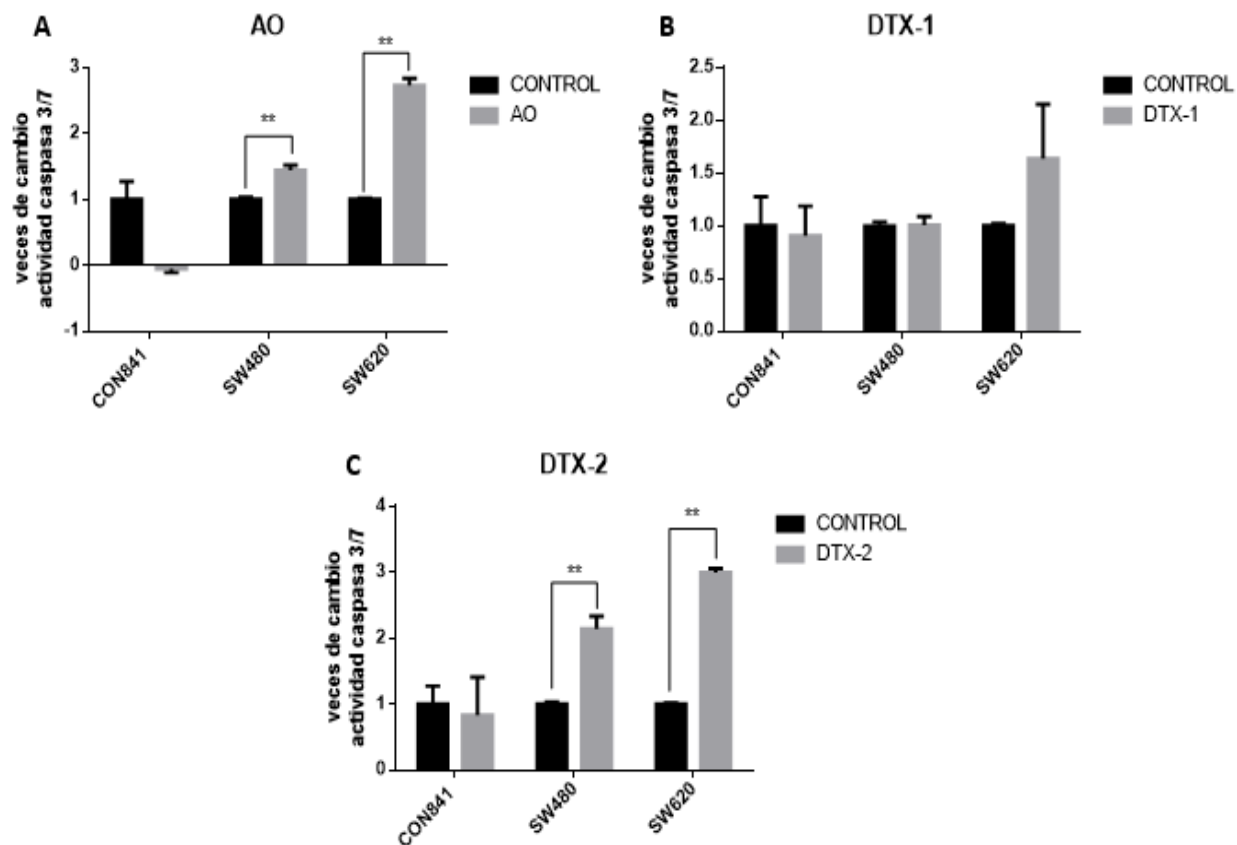 A
AO
**
**
3
2
1
0
-1
veces de cambio
actividad caspasa 3/7
CON841
SW480
SW620
CONTROL
AO
B
DTX-1
2.5
2.0
1.5
1.0
0.5
0.0
veces de cambio
actividad caspasa 3/7
CON841
SW480
SW620
CONTROL
DTX-1
C
DTX-2
**
**
4
3
2
1
0
veces de cambio
actividad caspasa 3/7
CON841
SW480
SW620
CONTROL
DTX-2